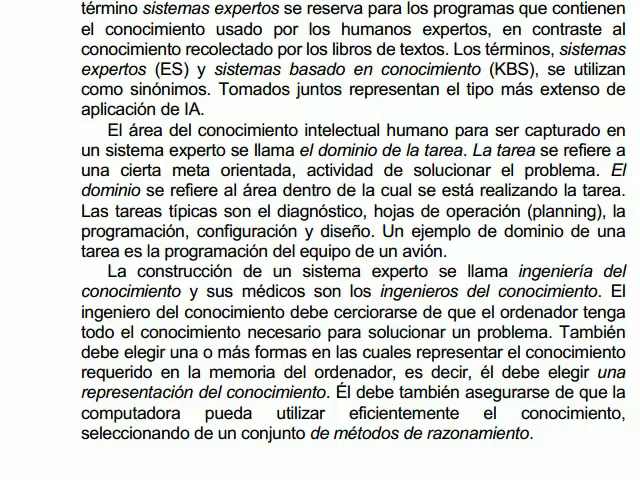 término sistemas expertos se reserva para los programas que contienen
el conocimiento usado por los humanos expertos, en contraste al
conocimiento recolectado por los libros de textos. Los términos, sistemas
expertos (ES) y sistemas basado en conocimiento (KBS), se utilizan
como sinónimos. Tomados juntos representan el tipo más extenso de
aplicación de IA.
El área del conocimiento intelectual humano para ser capturado en
un sistema experto se llama el dominio de la tarea. La tarea se refiere a
una cierta meta orientada, actividad de solucionar el problema. El
dominio se refiere al área dentro de la cual se está realizando la tarea.
Las tareas típicas son el diagnóstico, hojas de operación (planning), la
programación, configuración y diseño. Un ejemplo de dominio de una
tarea es la programación del equipo de un avión.
La construcción de un sistema experto se llama ingeniería del
conocimiento y sus médicos son los ingenieros del conocimiento. El
ingeniero del conocimiento debe cerciorarse de que el ordenador tenga
todo el conocimiento necesario para solucionar un problema. También
debe elegir una o más formas en las cuales representar el conocimiento
requerido en la memoria del ordenador, es decir, él debe elegir una
representación del conocimiento. Él debe también asegurarse de que la
computadora pueda utilizar eficientemente el conocimiento,
seleccionando de un conjunto de métodos de razonamiento.